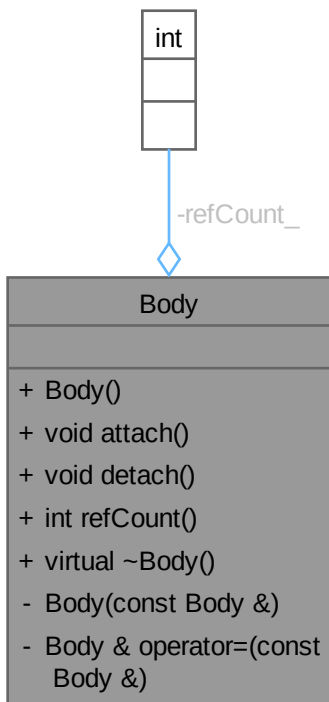 int
-refCount_
Body
+ Body()
+ void attach()
+ void detach()
+ int refCount()
+ virtual ~Body()
- Body(const Body &)
- Body & operator=(const
Body &)